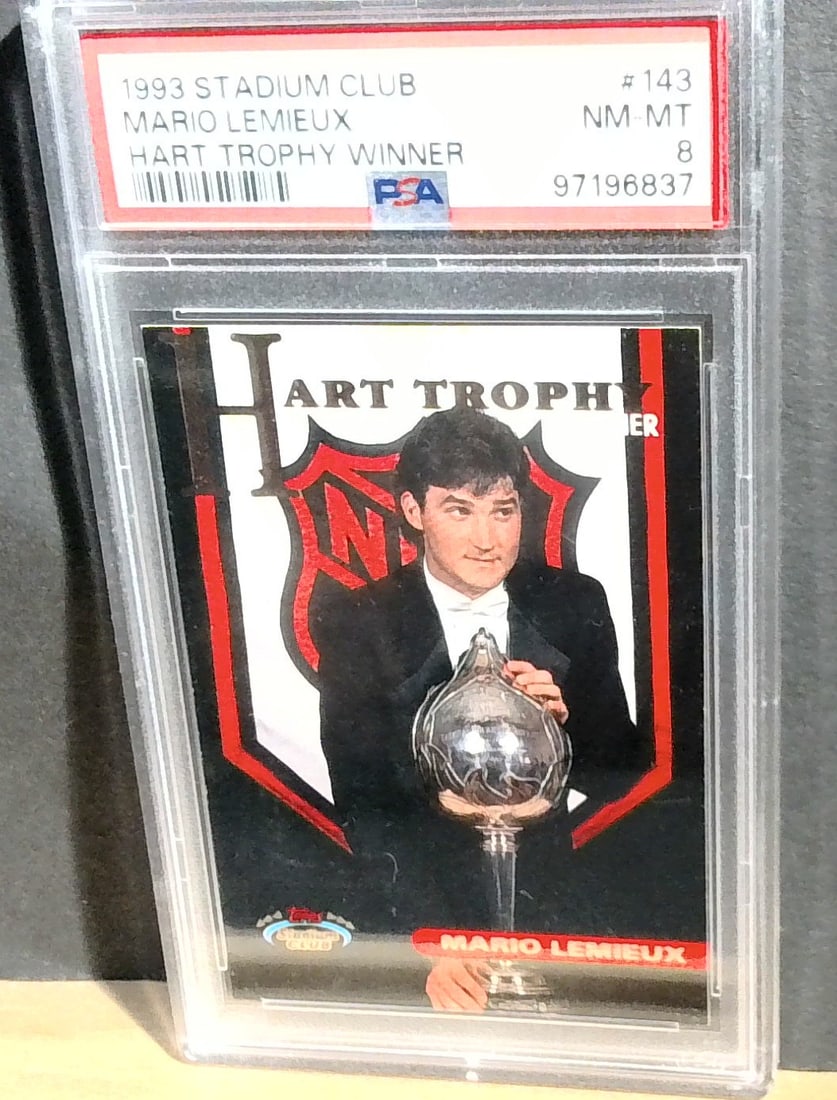 1993 STADIUM CLUB #143
MARIO LEMIEUX NM-MT
HART TROPHY WINNER 8
PSA 97196837
HART TROPHY
NER
N
Topps
Stadium
CLUB
MARIO LEMIEUX